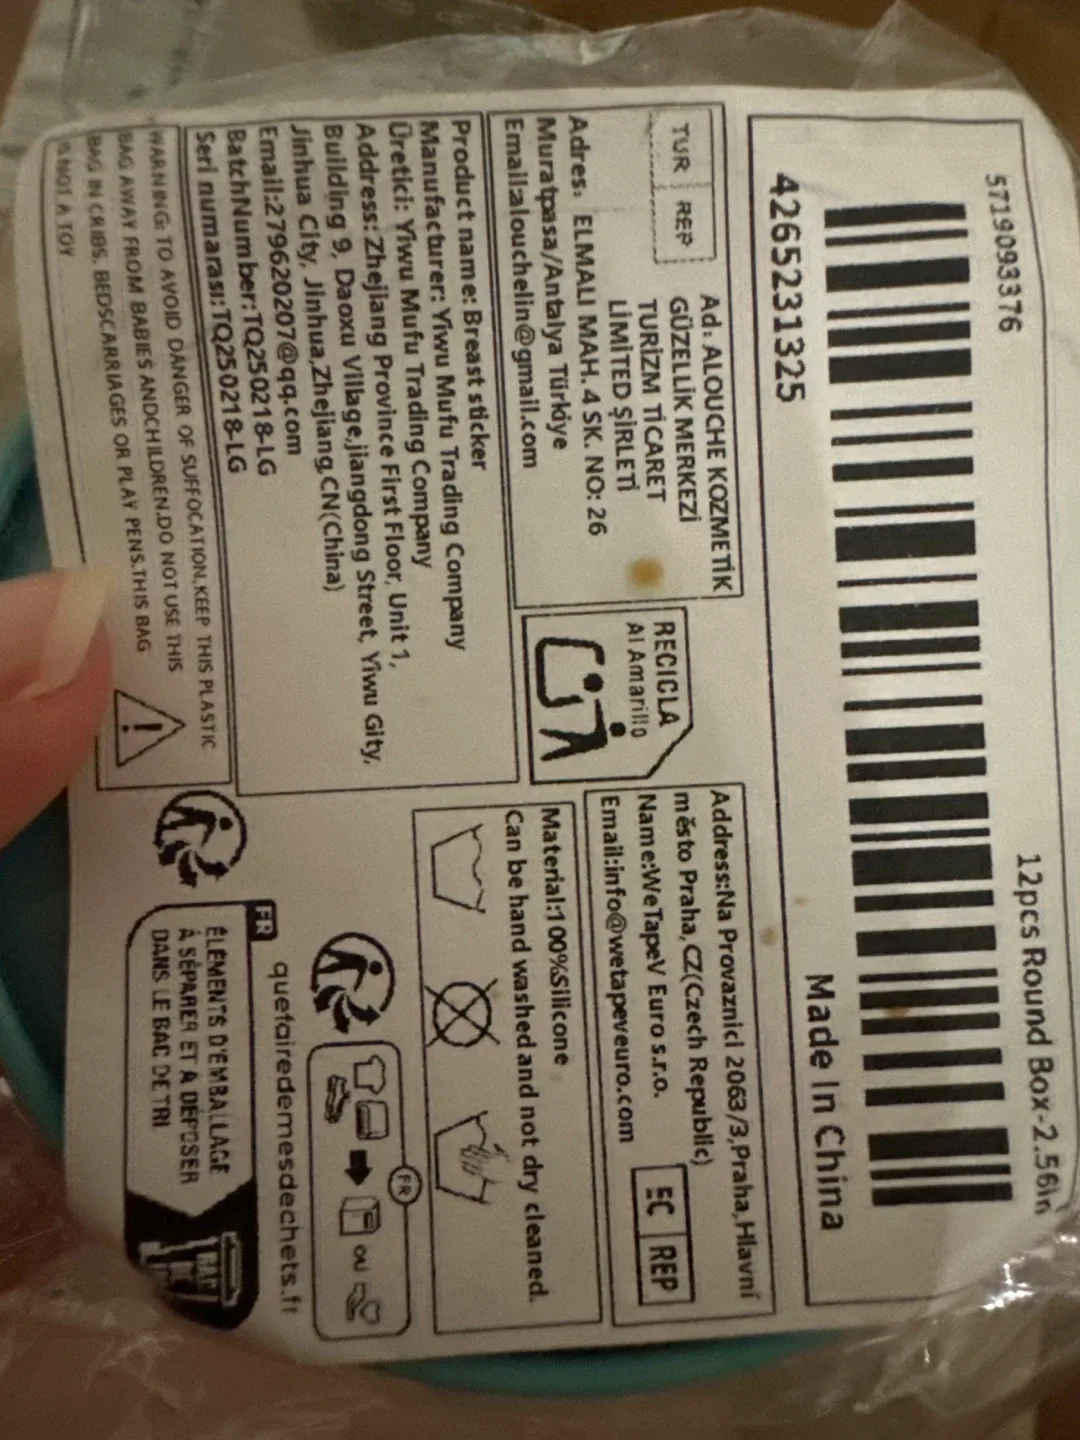 5719093376
12pcs Round Box-2.56in
4265231325
Made In China
TUR REP
Ad: ALOUCHE KOZMETİK
GÜZELLİK MERKEZİ
TURİZM TİCARET
LİMİTED ŞİRLETİ
Adres: ELMALI MAH. 4 SK. NO: 26
Muratpasa/Antalya Türkiye
Email:alouchelin@gmail.com
RECICLA
Al Amarillo
Address:Na Provaznici 2063/3,Praha,Hlavní
město Praha, CZ(Czech Republic)
Name:WeTapeV Euro s.r.o.
Email:info@wetapeveuro.com
EC REP
Product name: Breast sticker
Manufacturer: Yiwu Mufu Trading Company
Üretici: Yiwu Mufu Trading Company
Address: Zhejiang Province First Floor, Unit 1,
Building 9, Daoxu Village,jiangdong Street, Yiwu Gity,
Jinhua City, Jinhua,Zhejiang,CN(China)
Email:279620207@qq.com
BatchNumber:TQ250218-LG
Seri numarası:TQ250218-LG
Material:100%Silicone
Can be hand washed and not dry cleaned.
WARNING: TO AVOID DANGER OF SUFFOCATION,KEEP THIS PLASTIC
BAG AWAY FROM BABIES ANDCHILDREN.DO NOT USE THIS
BAG IN CRIBS. BEDSCARRIAGES OR PLAY PENS.THIS BAG
IS NOT A TOY
FR
OU
quefairedemesdechets.fr
FR
ÉLÉMENTS D'EMBALLAGE
À SÉPARER ET À DÉPOSER
DANS LE BAC DE TRI